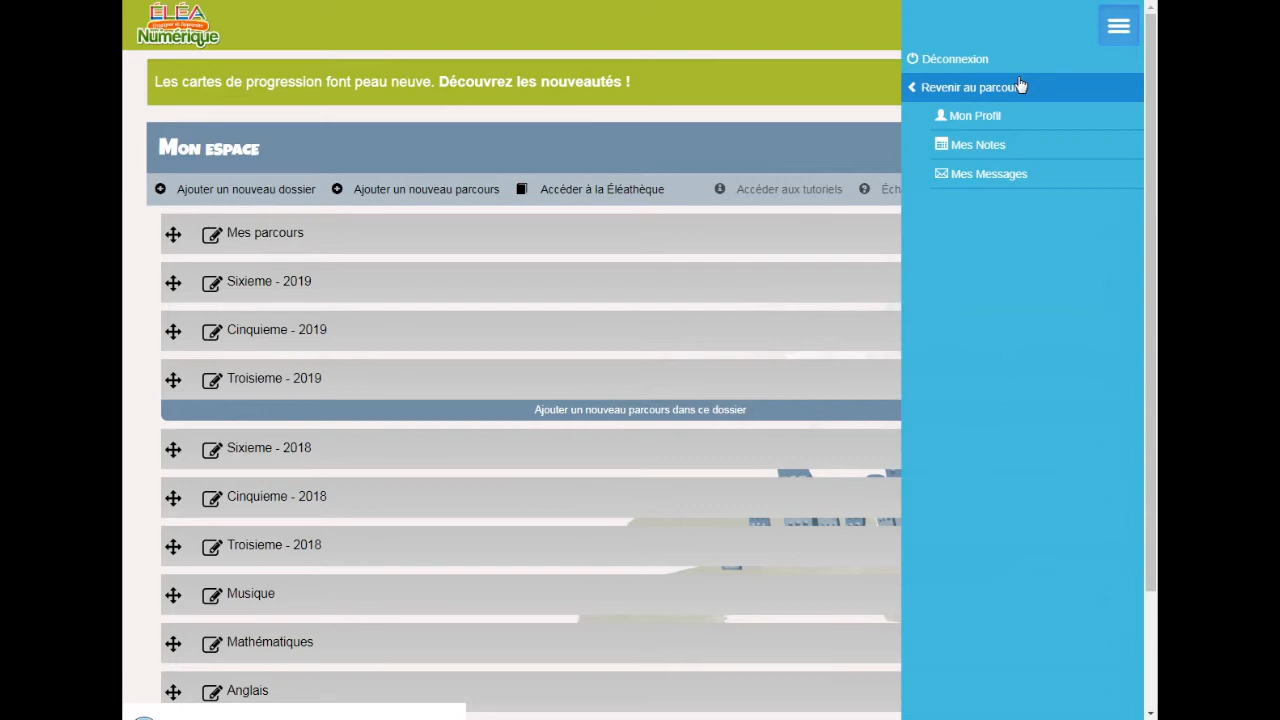 ÉLÉA
Enseigner et Apprendre
Numérique
Déconnexion
Les cartes de progression font peau neuve. Découvrez les nouveautés !
Revenir au parcours
Mon Profil
Mon espace
Mes Notes
Mes Messages
Ajouter un nouveau dossier Ajouter un nouveau parcours Accéder à la Éléathèque Accéder aux tutoriels
Mes parcours
Sixieme - 2019
Cinquieme - 2019
Troisieme - 2019
Ajouter un nouveau parcours dans ce dossier
Sixieme - 2018
Cinquieme - 2018
Troisieme - 2018
Musique
Mathématiques
Anglais